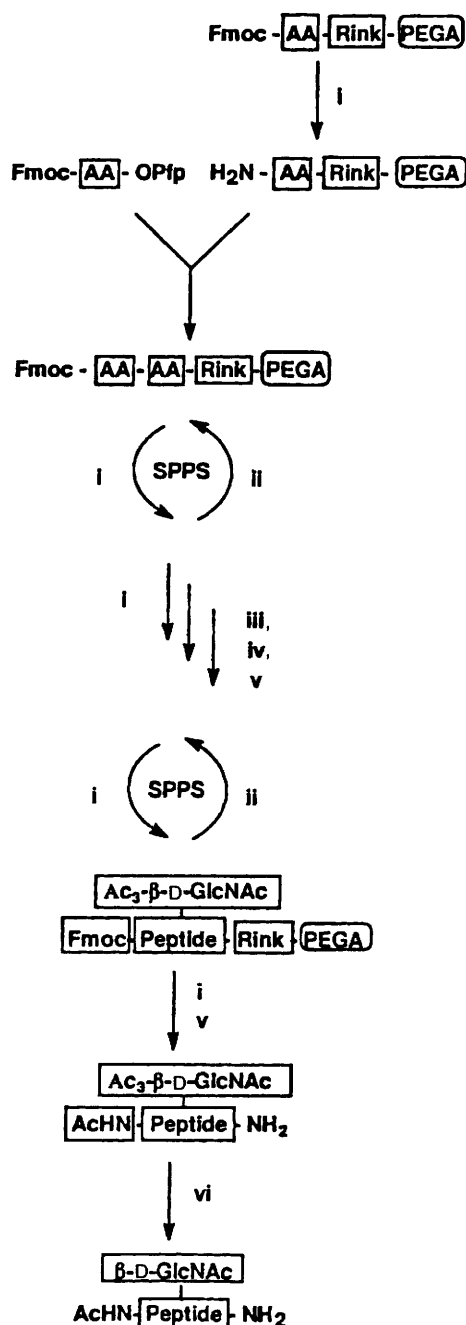 Fmoc - AA - Rink - PEGA
i
Fmoc- AA - OPfp H₂N - AA - Rink - PEGA
Fmoc - AA - AA - Rink - PEGA
i SPPS ii
i
iii,
iv,
v
i SPPS ii
Ac₃-β-D-GlcNAc
Fmoc Peptide Rink PEGA
i
v
Ac₃-β-D-GlcNAc
AcHN Peptide - NH₂
vi
β-D-GlcNAc
AcHN Peptide - NH₂